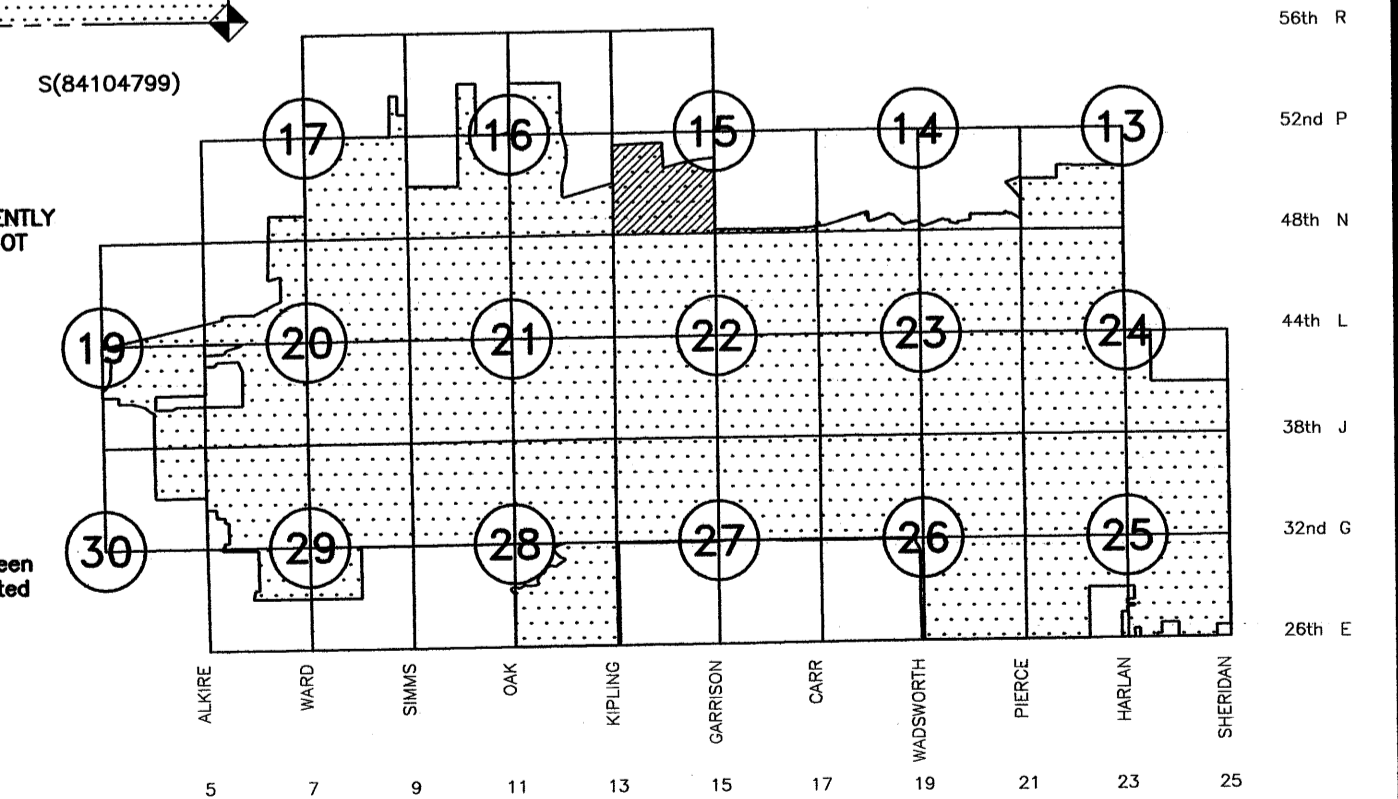 56th R
S(84104799)
17
16
15
14
13
52nd P
ENTLY
OT
48th N
19
20
21
22
23
24
44th L
38th J
30
29
28
27
26
25
32nd G
een
ted
26th E
ALKIRE
WARD
SIMMS
OAK
KIPLING
GARRISON
CARR
WADSWORTH
PIERCE
HARLAN
SHERIDAN
5 7 9 11 13 15 17 19 21 23 25